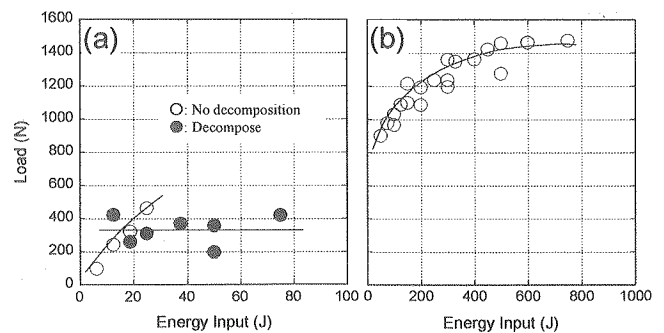 (a)
(b)
1600
1400
1200
1000
800
600
400
200
0
Load (N)
○: No decomposition
●: Decompose
0 20 40 60 80 100
0 200 400 600 800 1000
Energy Input (J)
Energy Input (J)